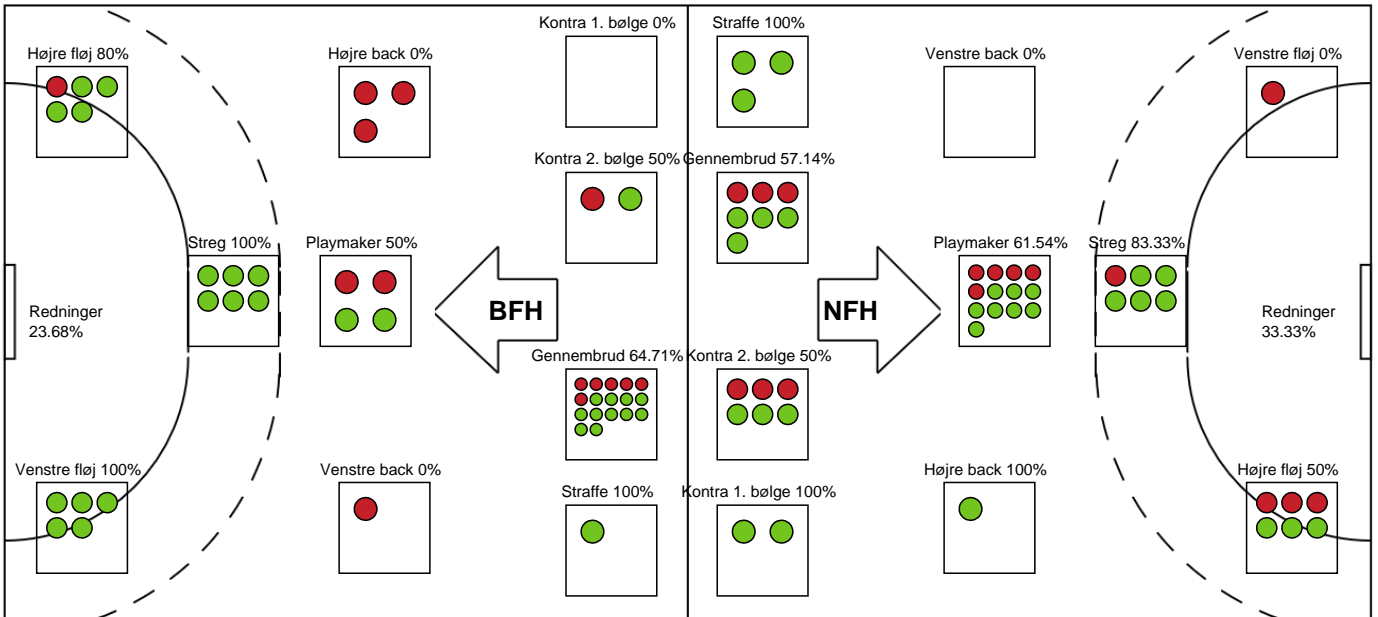 Kontra 1. bølge 0%
Straffe 100%
Højre fløj 80%
Højre back 0%
Venstre back 0%
Venstre fløj 0%
Kontra 2. bølge 50%
Gennembrud 57.14%
Streg 100%
Playmaker 50%
Playmaker 61.54%
Streg 83.33%
Redninger
23.68%
BFH
NFH
Redninger
33.33%
Gennembrud 64.71%
Kontra 2. bølge 50%
Venstre fløj 100%
Venstre back 0%
Straffe 100%
Kontra 1. bølge 100%
Højre back 100%
Højre fløj 50%